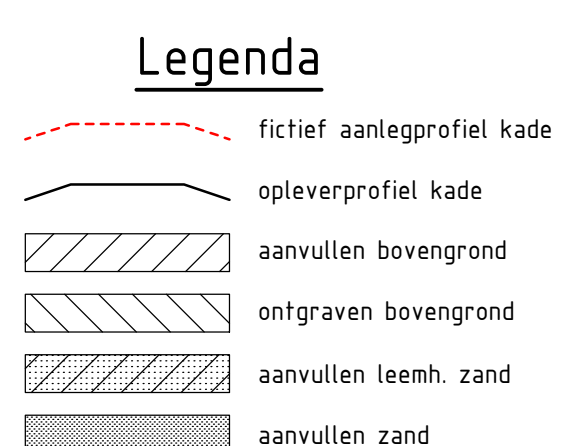 Legenda
fictief aanlegprofiel kade
opleverprofiel kade
aanvullen bovengrond
ontgraven bovengrond
aanvullen leemh. zand
aanvullen zand